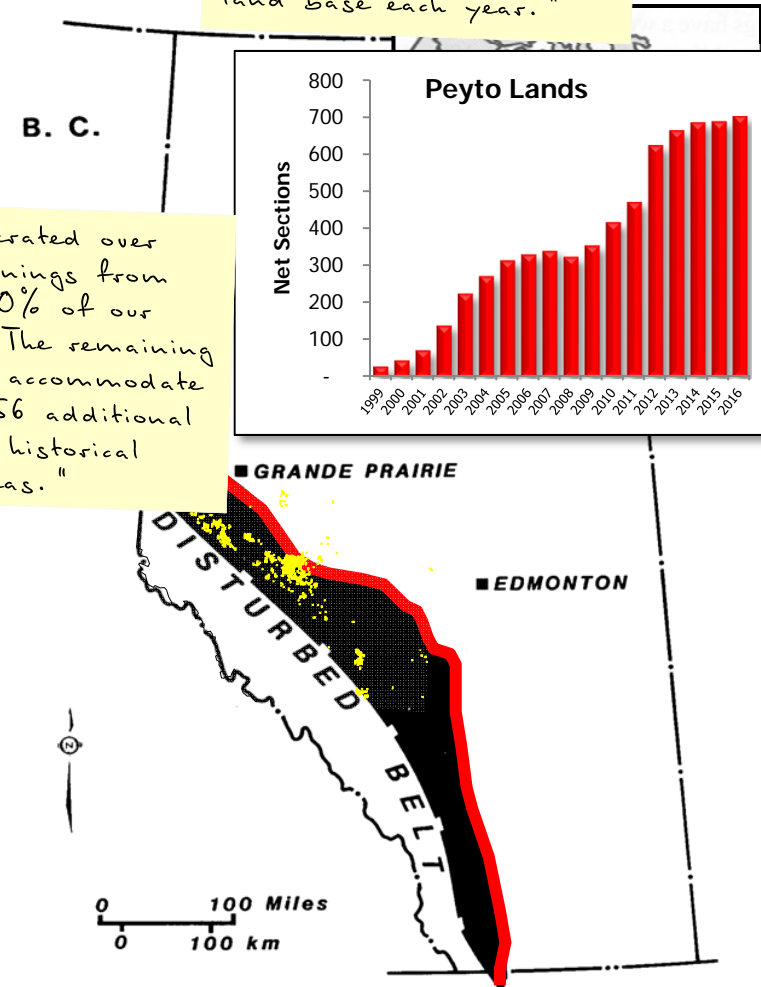 land base each year."
B. C.
Peyto Lands
Net Sections
800
700
600
500
400
300
200
100
-
1999
2000
2001
2002
2003
2004
2005
2006
2007
2008
2009
2010
2011
2012
2013
2014
2015
2016
erated over
nings from
0% of our
The remaining
accommodate
56 additional
historical
as."
GRANDE PRAIRIE
EDMONTON
DISTURBED BELT
N
0 100 Miles
0 100 km